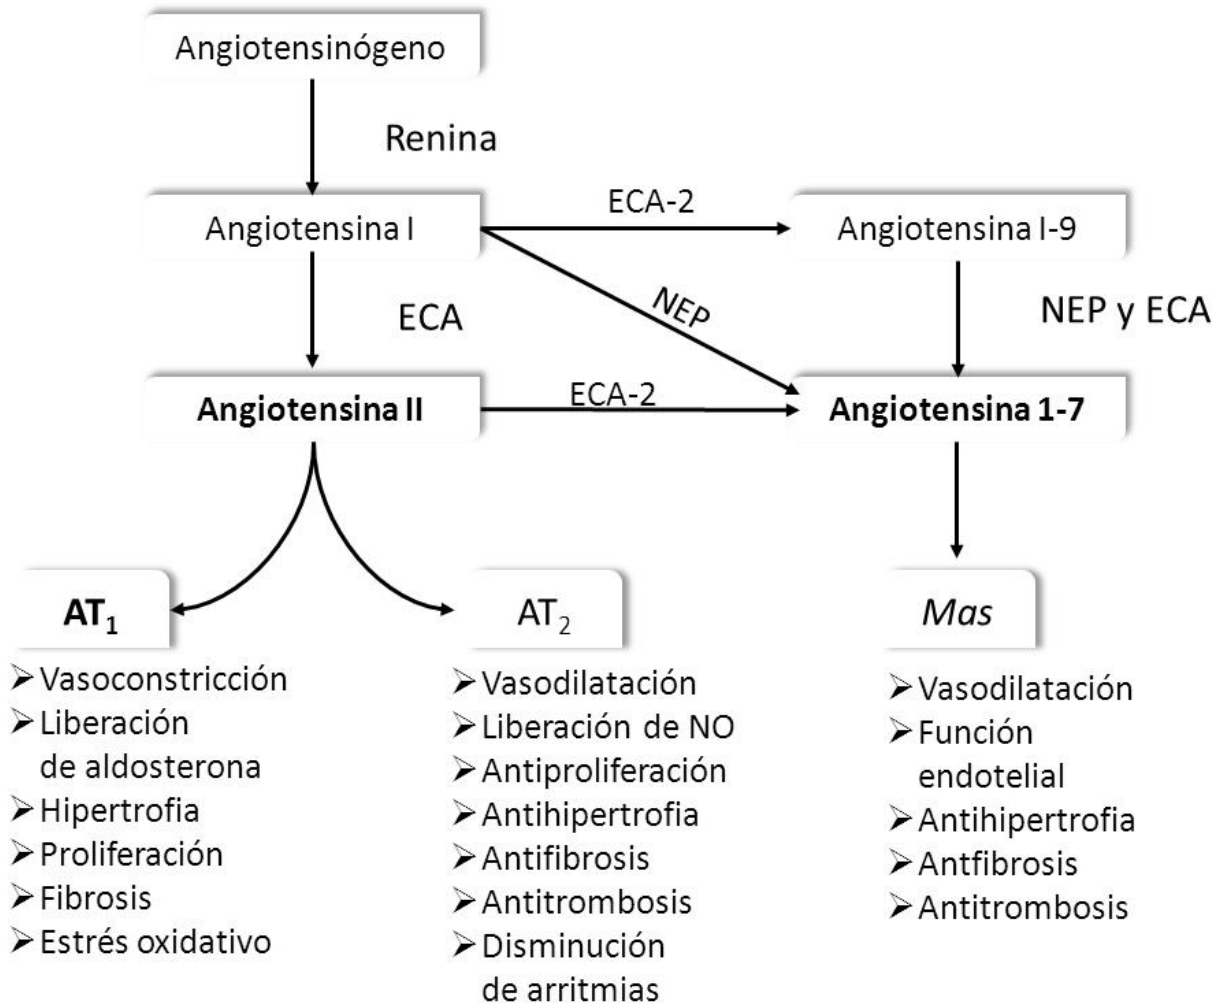 Angiotensinógeno
Renina
ECA-2
Angiotensina I
Angiotensina I-9
NEP
ECA
NEP y ECA
Angiotensina II
ECA-2
Angiotensina 1-7
AT₁
➢Vasoconstricción
➢Liberación
de aldosterona
➢Hipertrofia
➢Proliferación
➢Fibrosis
➢Estrés oxidativo
AT₂
➢Vasodilatación
➢Liberación de NO
➢Antiproliferación
➢Antihipertrofia
➢Antifibrosis
➢Antitrombosis
➢Disminución
de arritmias
Mas
➢Vasodilatación
➢Función
endotelial
➢Antihipertrofia
➢Antfibrosis
➢Antitrombosis